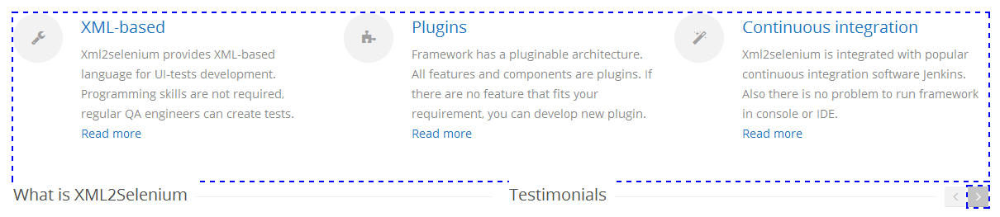 XML-based
Xml2selenium provides XML-based
language for UI-tests development.
Programming skills are not required,
regular QA engineers can create tests.
Read more
Plugins
Framework has a pluginable architecture.
All features and components are plugins. If
there are no feature that fits your
requirement, you can develop new plugin.
Read more
Continuous integration
Xml2selenium is integrated with popular
continuous integration software Jenkins.
Also there is no problem to run framework
in console or IDE.
Read more
What is XML2Selenium
Testimonials